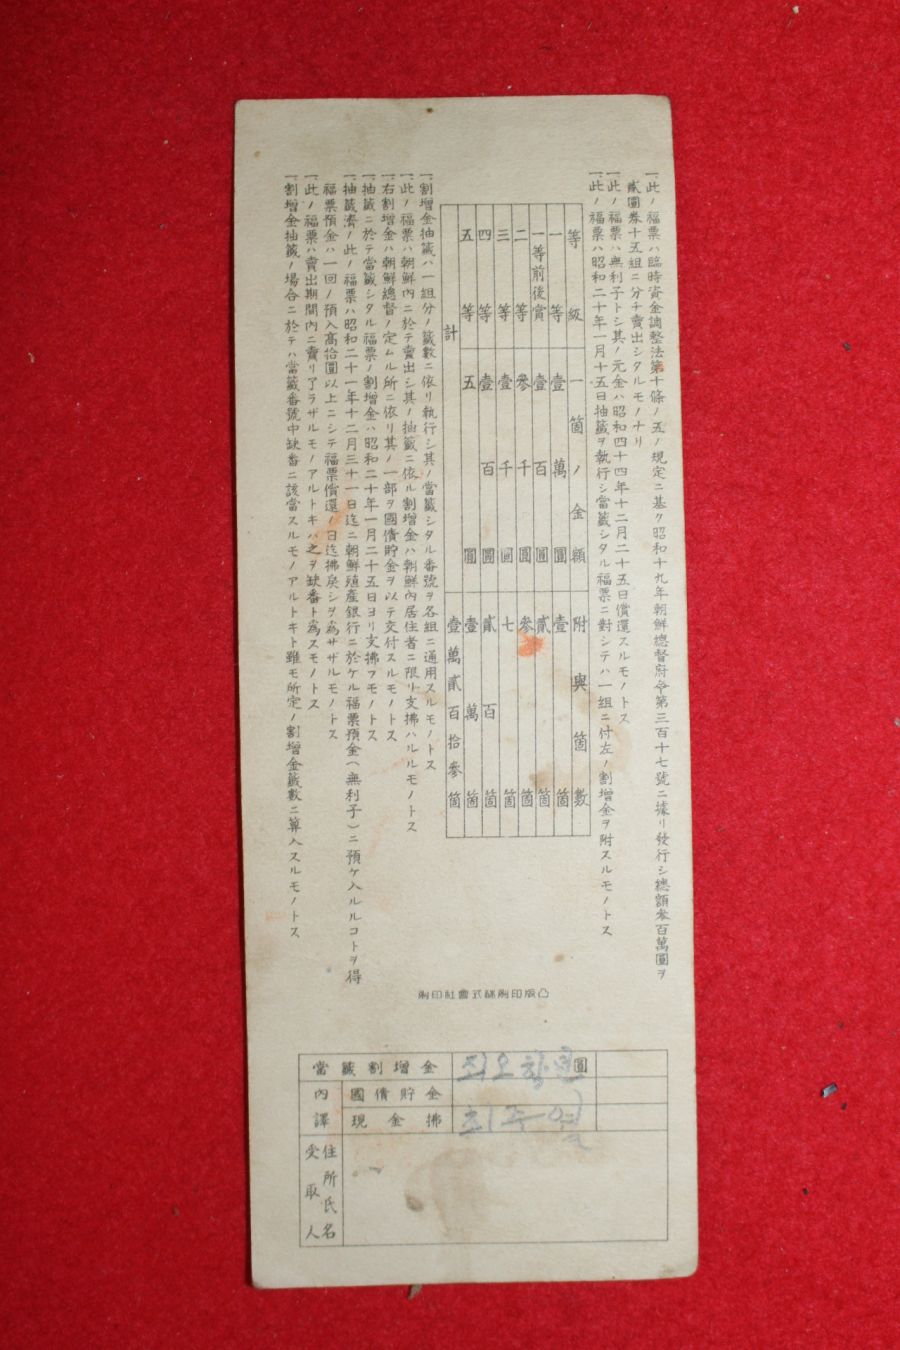 一、此ノ福票ハ臨時資金調整法第十條ノ五ノ規定ニ基ク昭和十九年朝鮮總督府令第三百十七號ニ據リ發行シ總額參百萬圓ヲ
貳圓券十五組ニ分チ賣出シタルモノナリ
一、此ノ福票ハ無利子トシ其ノ元金ハ昭和四十四年十二月二十五日償還スルモノトス
一、此ノ福票ハ昭和二十年一月十五日抽籤ヲ執行シ當籤シタル福票ニ對シテハ一組ニ付左ノ割增金ヲ附スルモノトス
等級 一箇ノ金額 附與箇數
一等 壹萬圓 壹箇
一等前後賞 壹百圓 貳箇
二等 參千圓 參箇
三等 壹千圓 七箇
四等 壹百圓 貳百箇
五等 五圓 壹萬箇
計 壹萬貳百拾參箇
一、割增金抽籤ハ一組分ノ籤數ニ依リ執行シ其ノ當籤シタル番號ヲ各組ニ通用スルモノトス
一、此ノ福票ハ朝鮮內ニ於テ賣出シ其ノ抽籤ニ依ル割增金ハ朝鮮內居住者ニ限リ支拂ハルルモノトス
一、右割增金ハ朝鮮總督ノ定ムル所ニ依リ其ノ一部ヲ國債貯金ヲ以テ交付スルモノトス
一、抽籤ニ於テ當籤シタル福票ノ割增金ハ昭和二十年一月二十五日ヨリ支拂フモノトス
一、抽籤濟ノ此ノ福票ハ昭和二十一年十二月三十一日迄ニ朝鮮殖產銀行ニ於ケル福票預金(無利子)ニ預ケ入ルルコトヲ得
福票預金ハ一回ノ預入高拾圓以上ニシテ福票償還ノ日迄拂戾シヲ爲サザルモノトス
一、此ノ福票ハ賣出期間內ニ賣リ了ラザルモノアルトキハ之ヲ缺番ト爲スモノトス
一、割增金抽籤ノ場合ニ於テハ當籤番號中缺番ニ該當スルモノアルトキト雖モ所定ノ割增金籤數ニ算入スルモノトス
凸版印刷株式會社印刷
當籤割增金 최오항 圓
內譯 國債貯金
現金拂 최주열
受取人 住所氏名